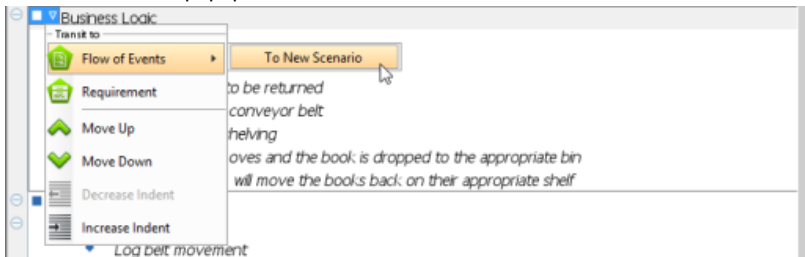 Business Logic
Transit to
Flow of Events
To New Scenario
to be returned
Requirement
conveyor belt
Move Up
helving
Move Down
oves and the book is dropped to the appropriate bin
will move the books back on their appropriate shelf
Decrease Indent
Increase Indent
Log belt movement